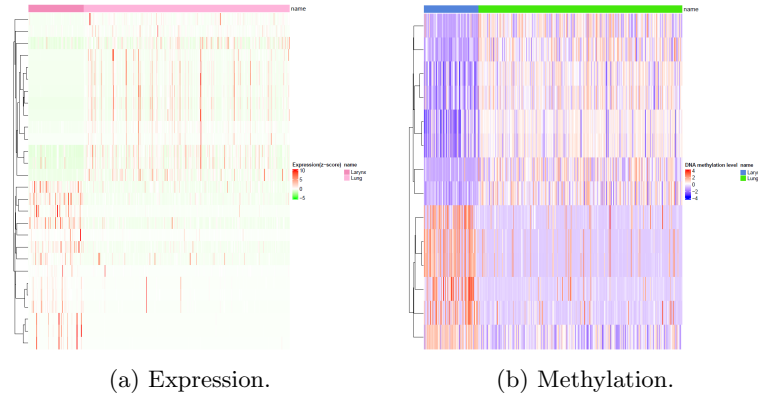 name
Expression(z-score) name
10 Larynx
5 Lung
0
−5
name
DNA methylation level name
4 Larynx
2 Lung
0
−2
−4
(a) Expression.
(b) Methylation.